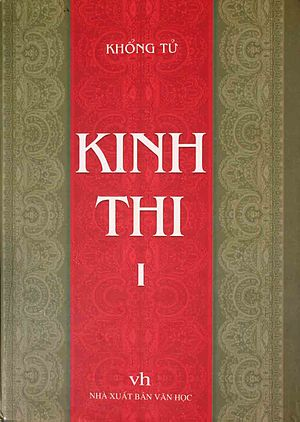 KHỔNG TỬ
KINH
THI
I
vh
NHÀ XUẤT BẢN VĂN HỌC